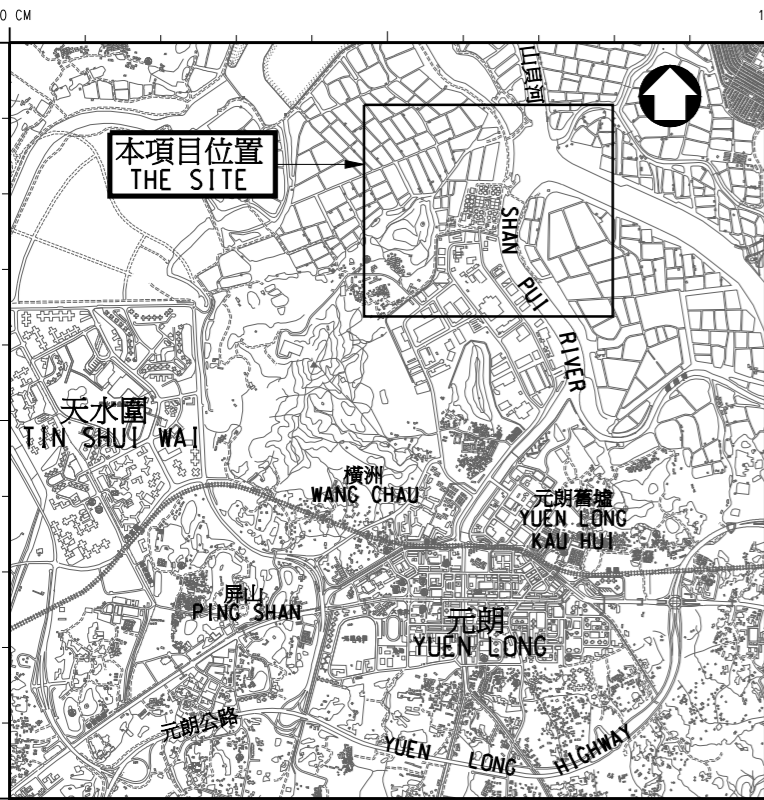 0 CM
1
山貝河
本項目位置
THE SITE
SHAN PUI RIVER
天水圍
TIN SHUI WAI
橫洲
WANG CHAU
元朗舊墟
YUEN LONG
KAU HUI
屏山
PING SHAN
元朗
YUEN LONG
元朗公路
YUEN LONG HIGHWAY